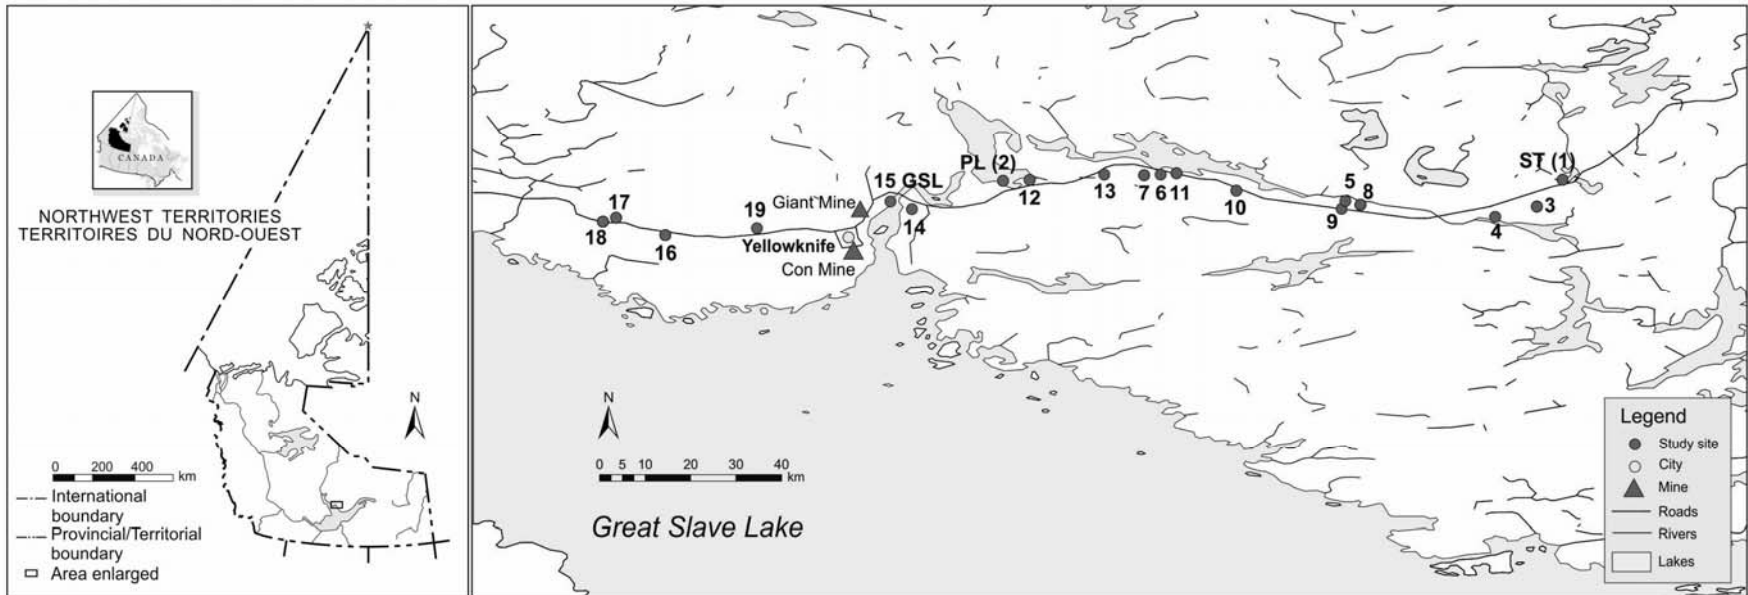 CANADA
NORTHWEST TERRITORIES
TERRITOIRES DU NORD-OUEST
N
0 200 400
km
International
boundary
Provincial/Territorial
boundary
Area enlarged
PL (2)
ST (1)
15 GSL
12
13
7 6 11
10
5 8
9
3
4
17
18
16
19
Giant Mine
14
Yellowknife
Con Mine
N
0 5 10 20 30 40
km
Great Slave Lake
Legend
Study site
City
Mine
Roads
Rivers
Lakes